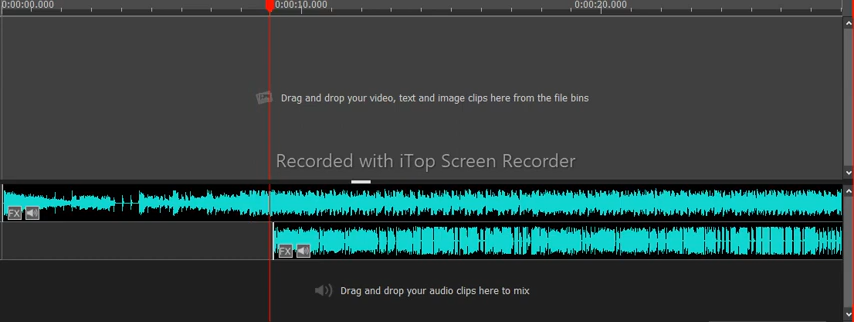 0:00:00.000 0:00:10.000 0:00:20.000
Drag and drop your video, text and image clips here from the file bins
Recorded with iTop Screen Recorder
FX
FX
Drag and drop your audio clips here to mix